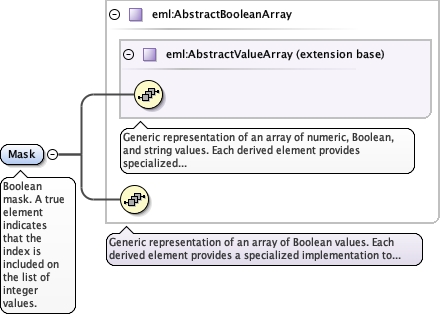 eml:AbstractBooleanArray
eml:AbstractValueArray (extension base)
Generic representation of an array of numeric, Boolean,
and string values. Each derived element provides
specialized...
Mask
Boolean
mask. A true
element
indicates
that the
index is
included on
the list of
integer
values.
Generic representation of an array of Boolean values. Each
derived element provides a specialized implementation to...